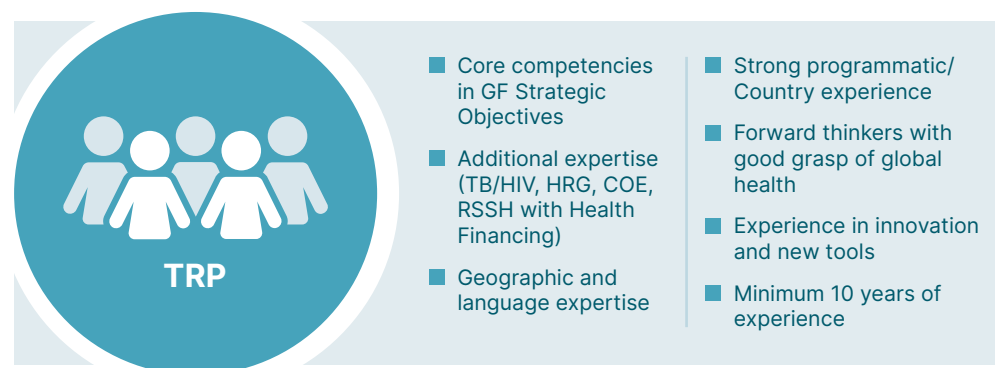 TRP
Core competencies
in GF Strategic
Objectives
Additional expertise
(TB/HIV, HRG, COE,
RSSH with Health
Financing)
Geographic and
language expertise
Strong programmatic/
Country experience
Forward thinkers with
good grasp of global
health
Experience in innovation
and new tools
Minimum 10 years of
experience